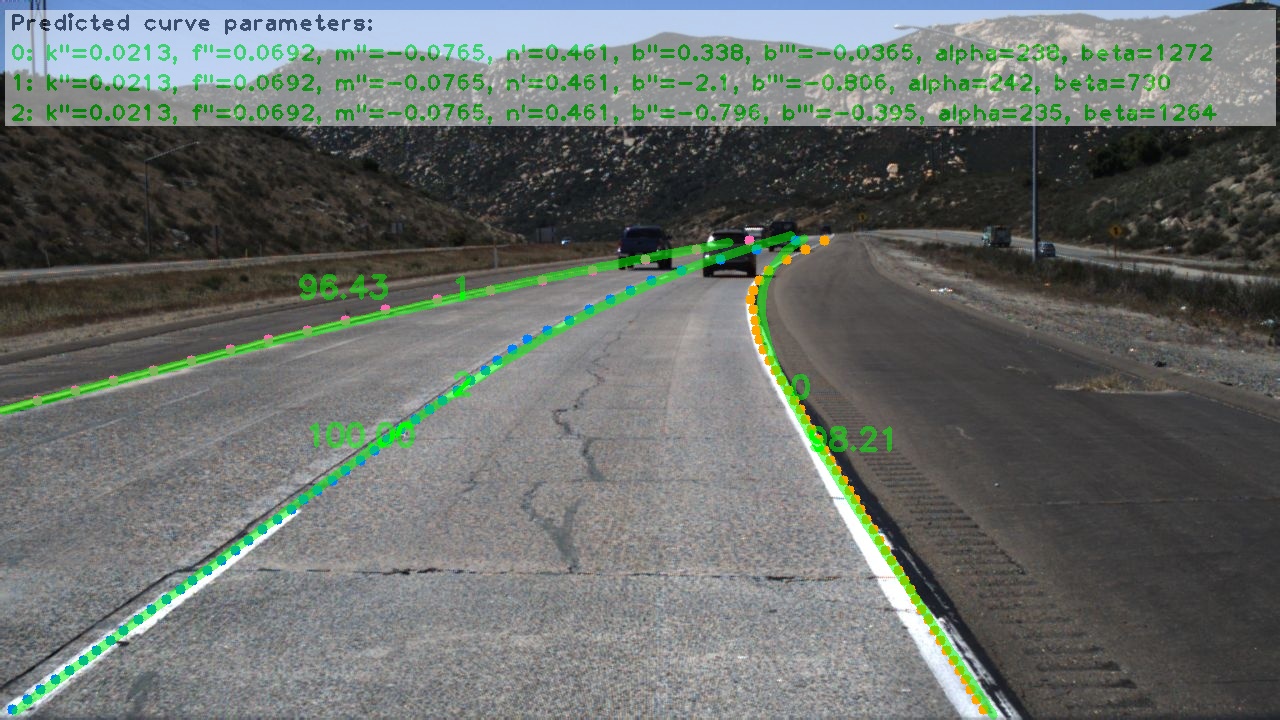 Predicted curve parameters:
0: k''=0.0213, f''=0.0692, m''=−0.0765, n'=0.461, b''=0.338, b'''=−0.0365, alpha=238, beta=1272
1: k''=0.0213, f''=0.0692, m''=−0.0765, n'=0.461, b''=−2.1, b'''=−0.806, alpha=242, beta=790
2: k''=0.0213, f''=0.0692, m''=−0.0765, n'=0.461, b''=−0.796, b'''=−0.395, alpha=235, beta=1264
96.43 1
2 0
100.00 98.21